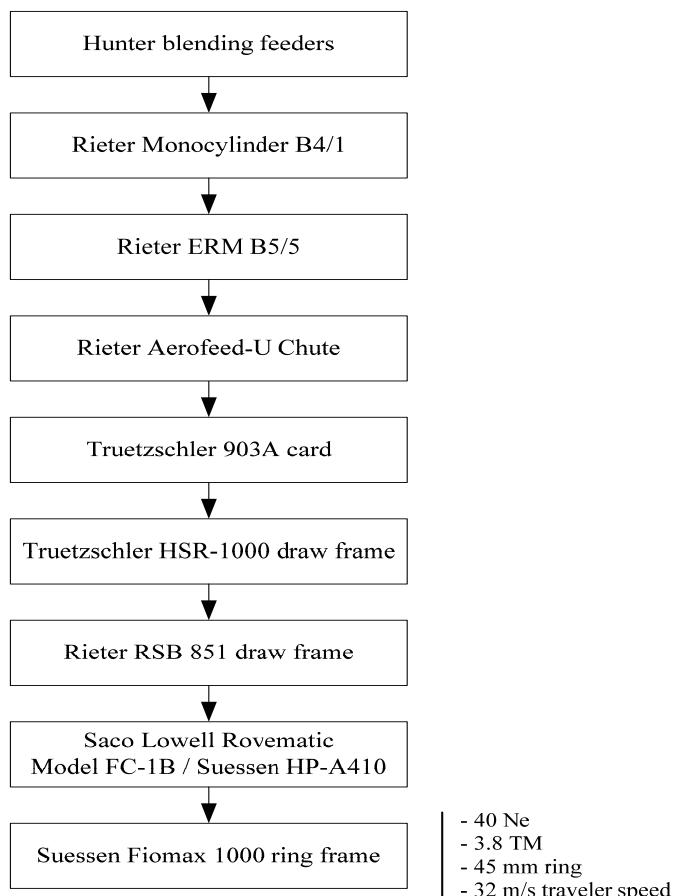 Hunter blending feeders
Rieter Monocylinder B4/1
Rieter ERM B5/5
Rieter Aerofeed-U Chute
Truetzschler 903A card
Truetzschler HSR-1000 draw frame
Rieter RSB 851 draw frame
Saco Lowell Rovematic
Model FC-1B / Suessen HP-A410
Suessen Fiomax 1000 ring frame
- 40 Ne
- 3.8 TM
- 45 mm ring
- 32 m/s traveler speed